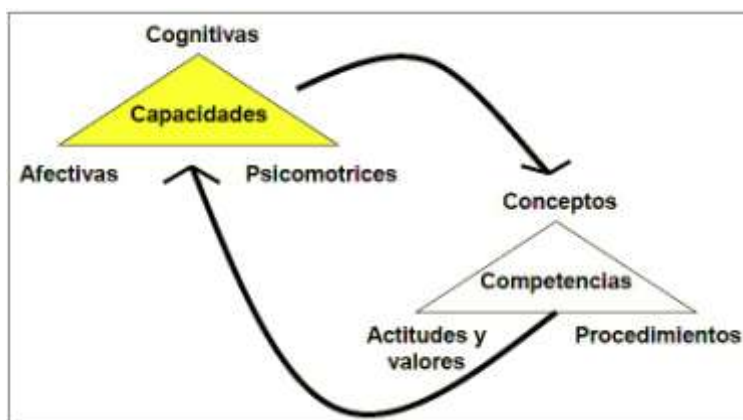 Cognitivas
Capacidades
Afectivas
Psicomotrices
Conceptos
Competencias
Actitudes y
valores
Procedimientos